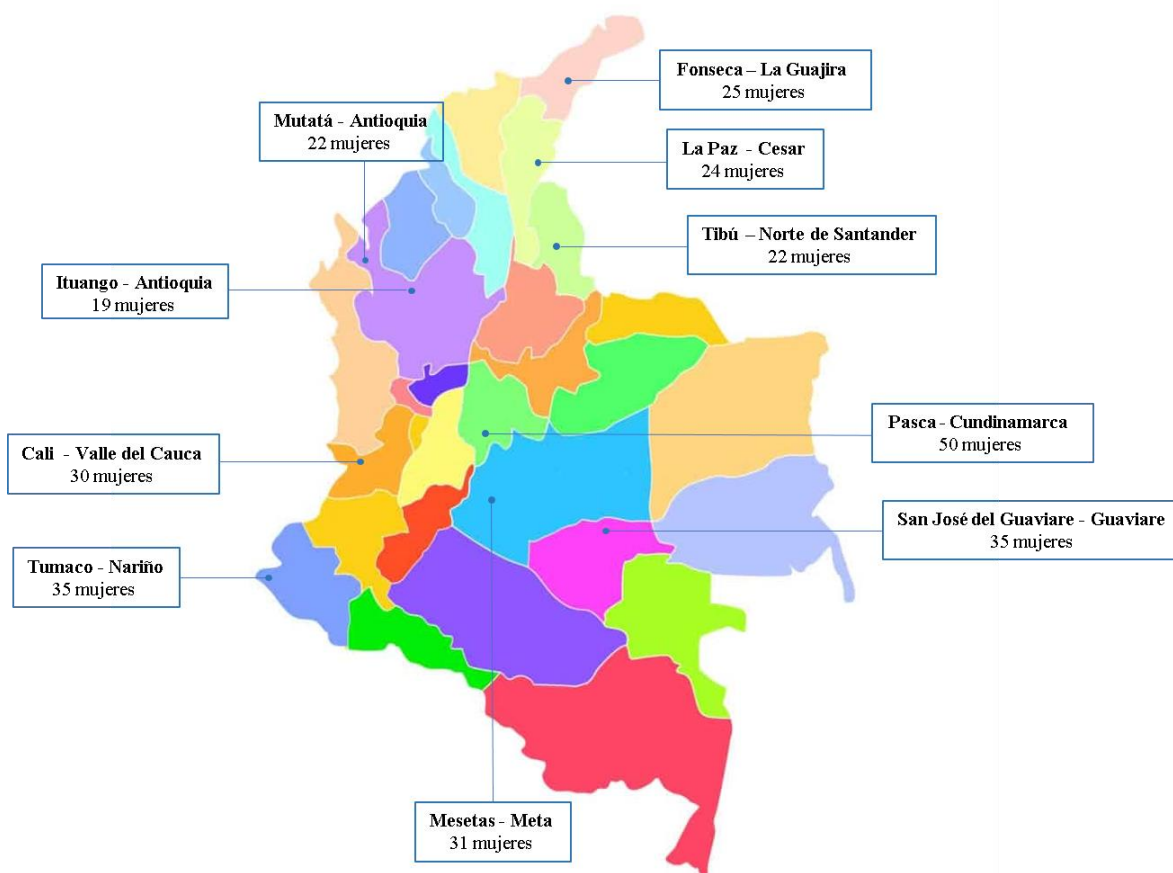 Fonseca – La Guajira
25 mujeres
Mutatá - Antioquia
22 mujeres
La Paz - Cesar
24 mujeres
Tibú – Norte de Santander
22 mujeres
Ituango - Antioquia
19 mujeres
Pasca - Cundinamarca
50 mujeres
Cali - Valle del Cauca
30 mujeres
San José del Guaviare - Guaviare
35 mujeres
Tumaco - Nariño
35 mujeres
Mesetas - Meta
31 mujeres